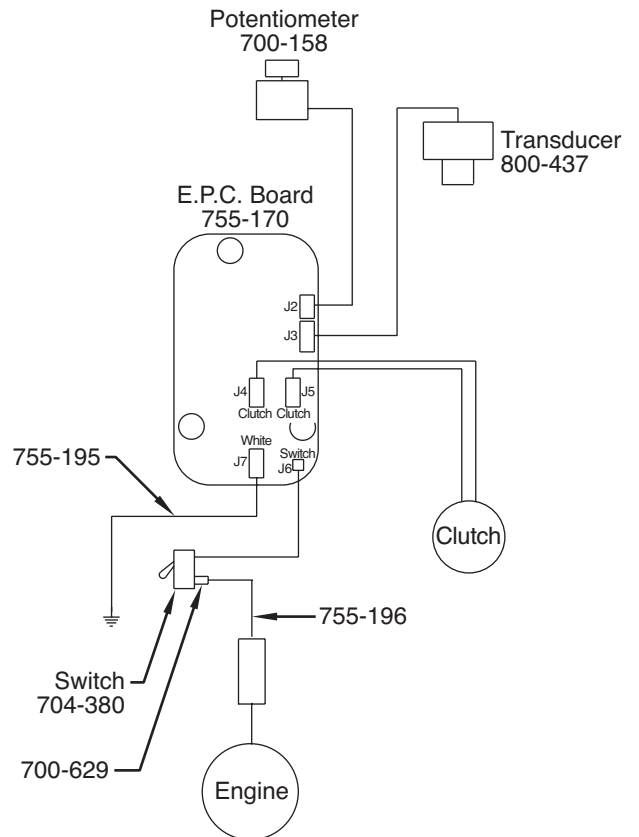 Potentiometer
700-158
Transducer
800-437
E.P.C. Board
755-170
J2
J3
J4
J5
Clutch
Clutch
White
Switch
J7
J6
755-195
Clutch
755-196
Switch
704-380
700-629
Engine